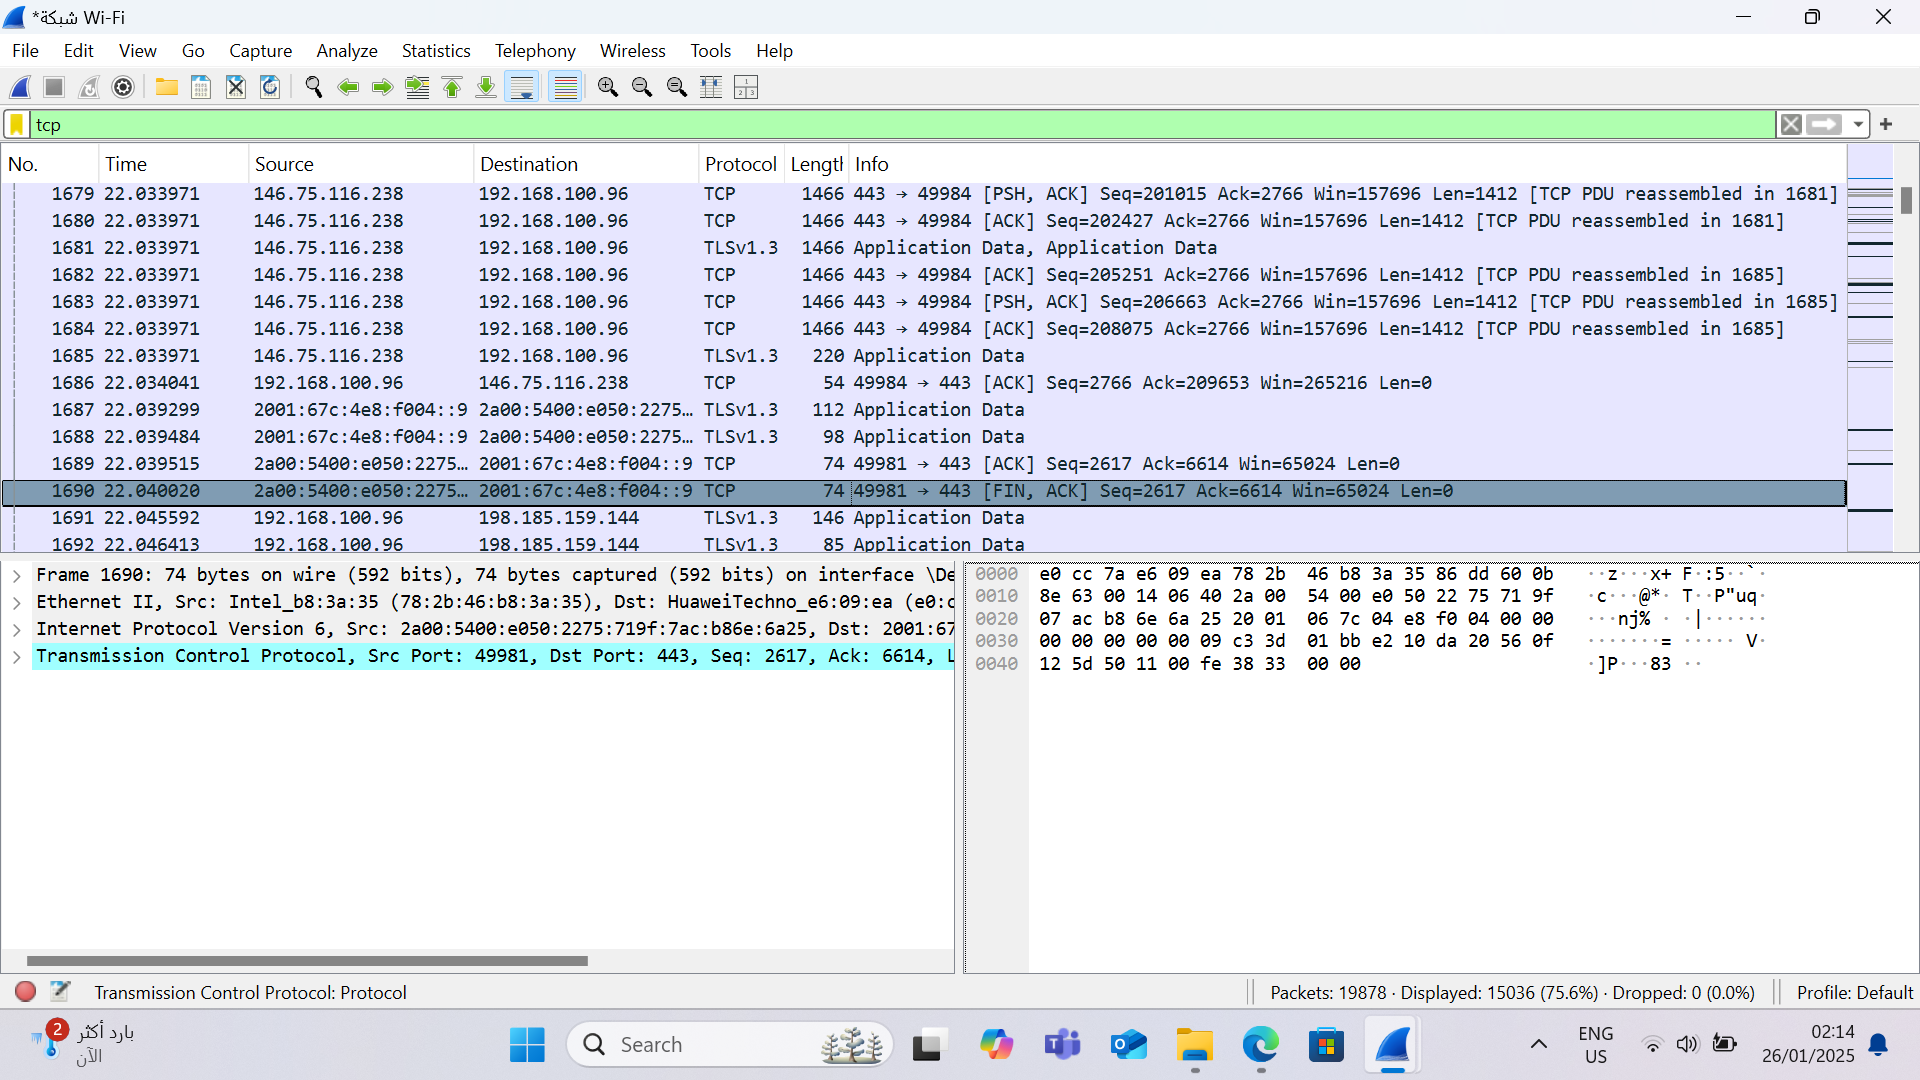 *شبكة Wi-Fi
File Edit View Go Capture Analyze Statistics Telephony Wireless Tools Help
tcp
No. Time Source Destination Protocol Length Info
1679 22.033971 146.75.116.238 192.168.100.96 TCP 1466 443 → 49984 [PSH, ACK] Seq=201015 Ack=2766 Win=157696 Len=1412 [TCP PDU reassembled in 1681]
1680 22.033971 146.75.116.238 192.168.100.96 TCP 1466 443 → 49984 [ACK] Seq=202427 Ack=2766 Win=157696 Len=1412 [TCP PDU reassembled in 1681]
1681 22.033971 146.75.116.238 192.168.100.96 TLSv1.3 1466 Application Data, Application Data
1682 22.033971 146.75.116.238 192.168.100.96 TCP 1466 443 → 49984 [ACK] Seq=205251 Ack=2766 Win=157696 Len=1412 [TCP PDU reassembled in 1685]
1683 22.033971 146.75.116.238 192.168.100.96 TCP 1466 443 → 49984 [PSH, ACK] Seq=206663 Ack=2766 Win=157696 Len=1412 [TCP PDU reassembled in 1685]
1684 22.033971 146.75.116.238 192.168.100.96 TCP 1466 443 → 49984 [ACK] Seq=208075 Ack=2766 Win=157696 Len=1412 [TCP PDU reassembled in 1685]
1685 22.033971 146.75.116.238 192.168.100.96 TLSv1.3 220 Application Data
1686 22.034041 192.168.100.96 146.75.116.238 TCP 54 49984 → 443 [ACK] Seq=2766 Ack=209653 Win=265216 Len=0
1687 22.039299 2001:67c:4e8:f004::9 2a00:5400:e050:2275… TLSv1.3 112 Application Data
1688 22.039484 2001:67c:4e8:f004::9 2a00:5400:e050:2275… TLSv1.3 98 Application Data
1689 22.039515 2a00:5400:e050:2275… 2001:67c:4e8:f004::9 TCP 74 49981 → 443 [ACK] Seq=2617 Ack=6614 Win=65024 Len=0
1690 22.040020 2a00:5400:e050:2275… 2001:67c:4e8:f004::9 TCP 74 49981 → 443 [FIN, ACK] Seq=2617 Ack=6614 Win=65024 Len=0
1691 22.045592 192.168.100.96 198.185.159.144 TLSv1.3 146 Application Data
1692 22.046413 192.168.100.96 198.185.159.144 TLSv1.3 85 Application Data
Frame 1690: 74 bytes on wire (592 bits), 74 bytes captured (592 bits) on interface \De
Ethernet II, Src: Intel_b8:3a:35 (78:2b:46:b8:3a:35), Dst: HuaweiTechno_e6:09:ea (e0:c
Internet Protocol Version 6, Src: 2a00:5400:e050:2275:719f:7ac:b86e:6a25, Dst: 2001:67
Transmission Control Protocol, Src Port: 49981, Dst Port: 443, Seq: 2617, Ack: 6614, L
0000 e0 cc 7a e6 09 ea 78 2b 46 b8 3a 35 86 dd 60 0b ··z···x+ F·:5··`·
0010 8e 63 00 14 06 40 2a 00 54 00 e0 50 22 75 71 9f ·c···@*· T··P"uq·
0020 07 ac b8 6e 6a 25 20 01 06 7c 04 e8 f0 04 00 00 ···nj% · ·|······
0030 00 00 00 00 00 09 c3 3d 01 bb e2 10 da 20 56 0f ·······= ····· V·
0040 12 5d 50 11 00 fe 38 33 00 00 ·]P···83 ··
Transmission Control Protocol: Protocol
Packets: 19878 · Displayed: 15036 (75.6%) · Dropped: 0 (0.0%)
Profile: Default
2
بارد أكثر
الآن
Search
ENG
US
02:14
26/01/2025